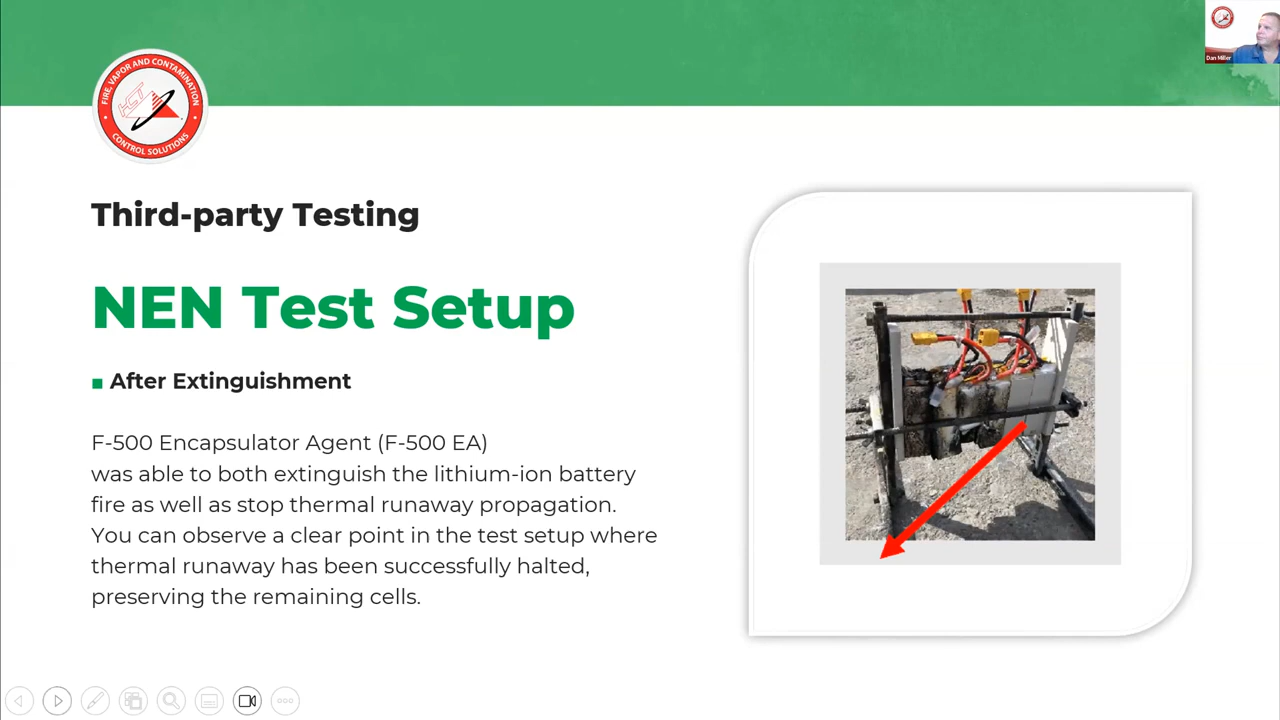 Dan Miller
FIRE, VAPOR AND CONTAMINATION
HCT
CONTROL SOLUTIONS
Third-party Testing
NEN Test Setup
After Extinguishment
F-500 Encapsulator Agent (F-500 EA)
was able to both extinguish the lithium-ion battery
fire as well as stop thermal runaway propagation.
You can observe a clear point in the test setup where
thermal runaway has been successfully halted,
preserving the remaining cells.